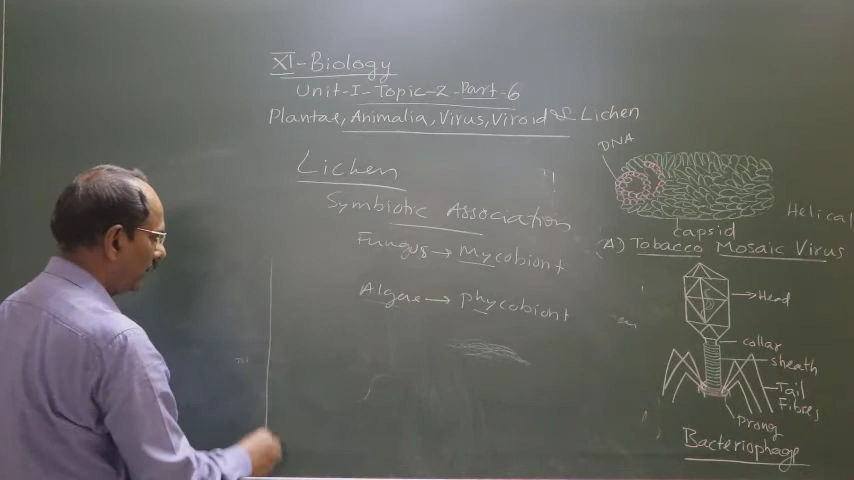 XI-Biology
Unit-I-Topic-2-Part-6
Plantae, Animalia, Virus, Viroid & Lichen
Lichen
Symbiotic Association
Fungus → Mycobiont
Algae → Phycobiont
DNA
Helical
capsid
A) Tobacco Mosaic Virus
Head
collar
sheath
Tail
Fibres
Prong
Bacteriophage